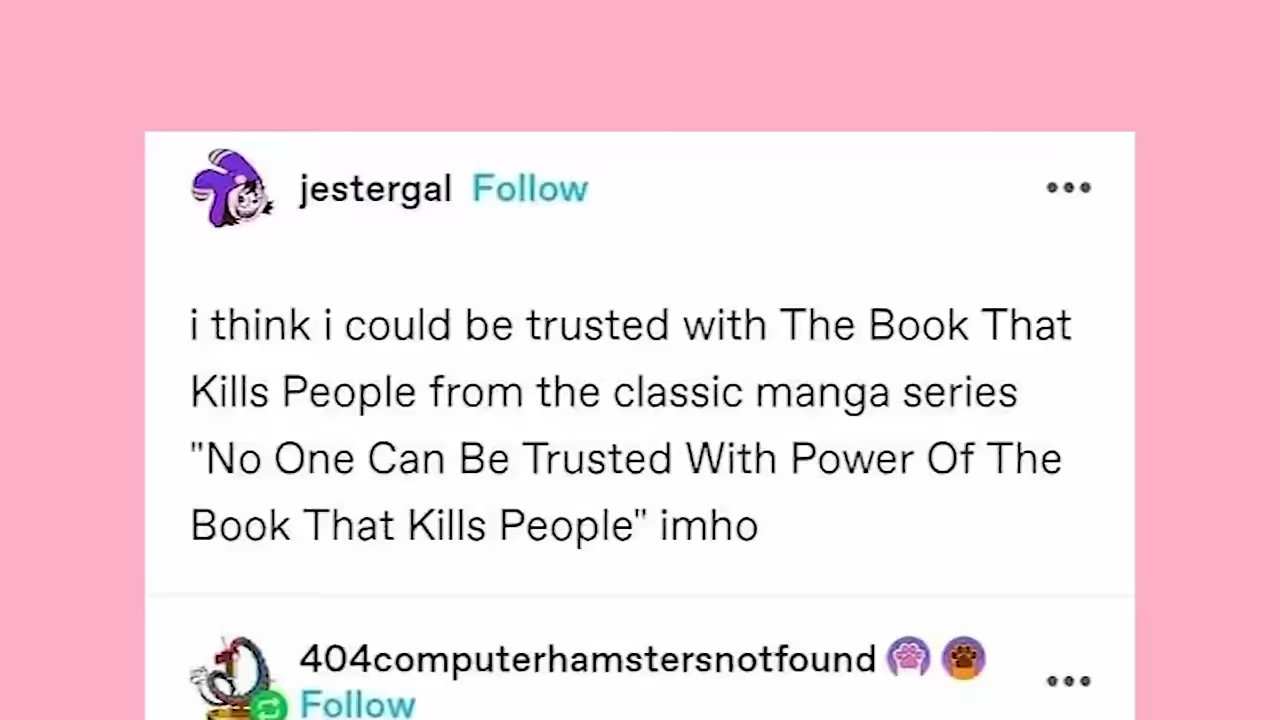 jestergal Follow
i think i could be trusted with The Book That
Kills People from the classic manga series
"No One Can Be Trusted With Power Of The
Book That Kills People" imho
404computerhamstersnotfound
Follow